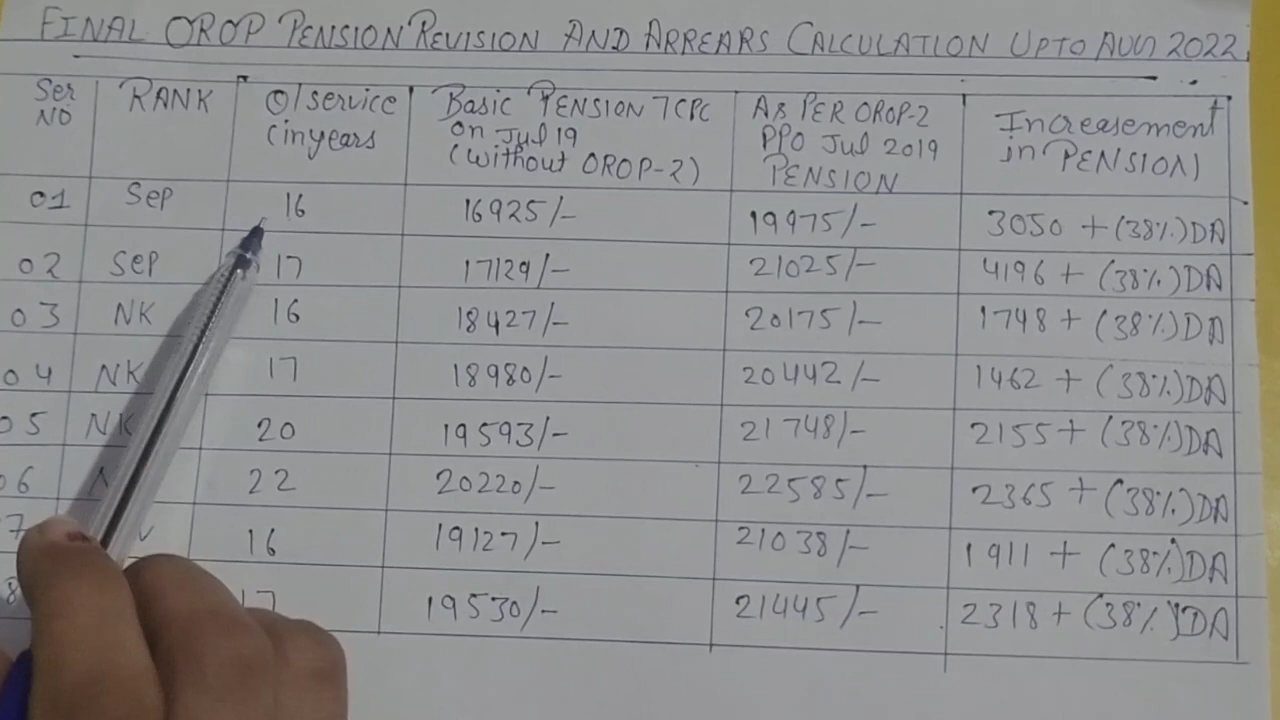 FINAL OROP PENSION REVISION AND ARREARS CALCULATION UPTO AUG 2022
Ser NO RANK Q/service (in years Basic PENSION 7CPC on Jul 19 (without OROP-2) AS PER OROP-2 PPO Jul 2019 PENSION Increasement in PENSION
01 Sep 16 16925/- 19975/- 3050 + (38%) DA
02 Sep 17 17129/- 21025/- 4196 + (38%) DA
03 NK 16 18427/- 20175/- 1748 + (38%) DA
04 NK 17 18980/- 20442/- 1462 + (38%) DA
05 NK 20 19593/- 21748/- 2155 + (38%) DA
06 22 20220/- 22585/- 2365 + (38%) DA
7 16 19127/- 21038/- 1911 + (38%) DA
8 17 19530/- 21445/- 2318 + (38%) DA